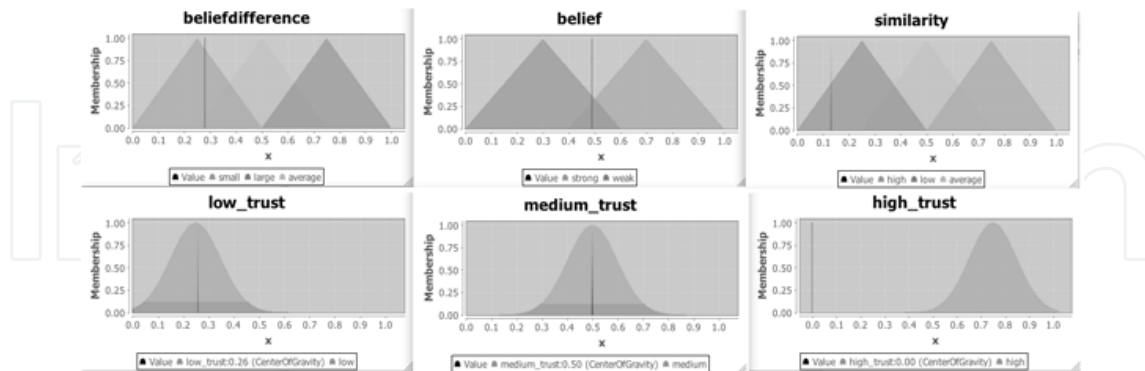 beliefdifference
Membership
1.00
0.75
0.50
0.25
0.00
0.0 0.1 0.2 0.3 0.4 0.5 0.6 0.7 0.8 0.9 1.0
x
Value small large average
belief
Membership
1.00
0.75
0.50
0.25
0.00
0.0 0.1 0.2 0.3 0.4 0.5 0.6 0.7 0.8 0.9 1.0
x
Value strong weak
similarity
Membership
1.00
0.75
0.50
0.25
0.00
0.0 0.1 0.2 0.3 0.4 0.5 0.6 0.7 0.8 0.9 1.0
x
Value high low average
low_trust
Membership
1.00
0.75
0.50
0.25
0.00
0.0 0.1 0.2 0.3 0.4 0.5 0.6 0.7 0.8 0.9 1.0
x
Value low_trust:0.26 (CenterOfGravity) low
medium_trust
Membership
1.00
0.75
0.50
0.25
0.00
0.0 0.1 0.2 0.3 0.4 0.5 0.6 0.7 0.8 0.9 1.0
x
Value medium_trust:0.50 (CenterOfGravity) medium
high_trust
Membership
1.00
0.75
0.50
0.25
0.00
0.0 0.1 0.2 0.3 0.4 0.5 0.6 0.7 0.8 0.9 1.0
x
Value high_trust:0.00 (CenterOfGravity) high